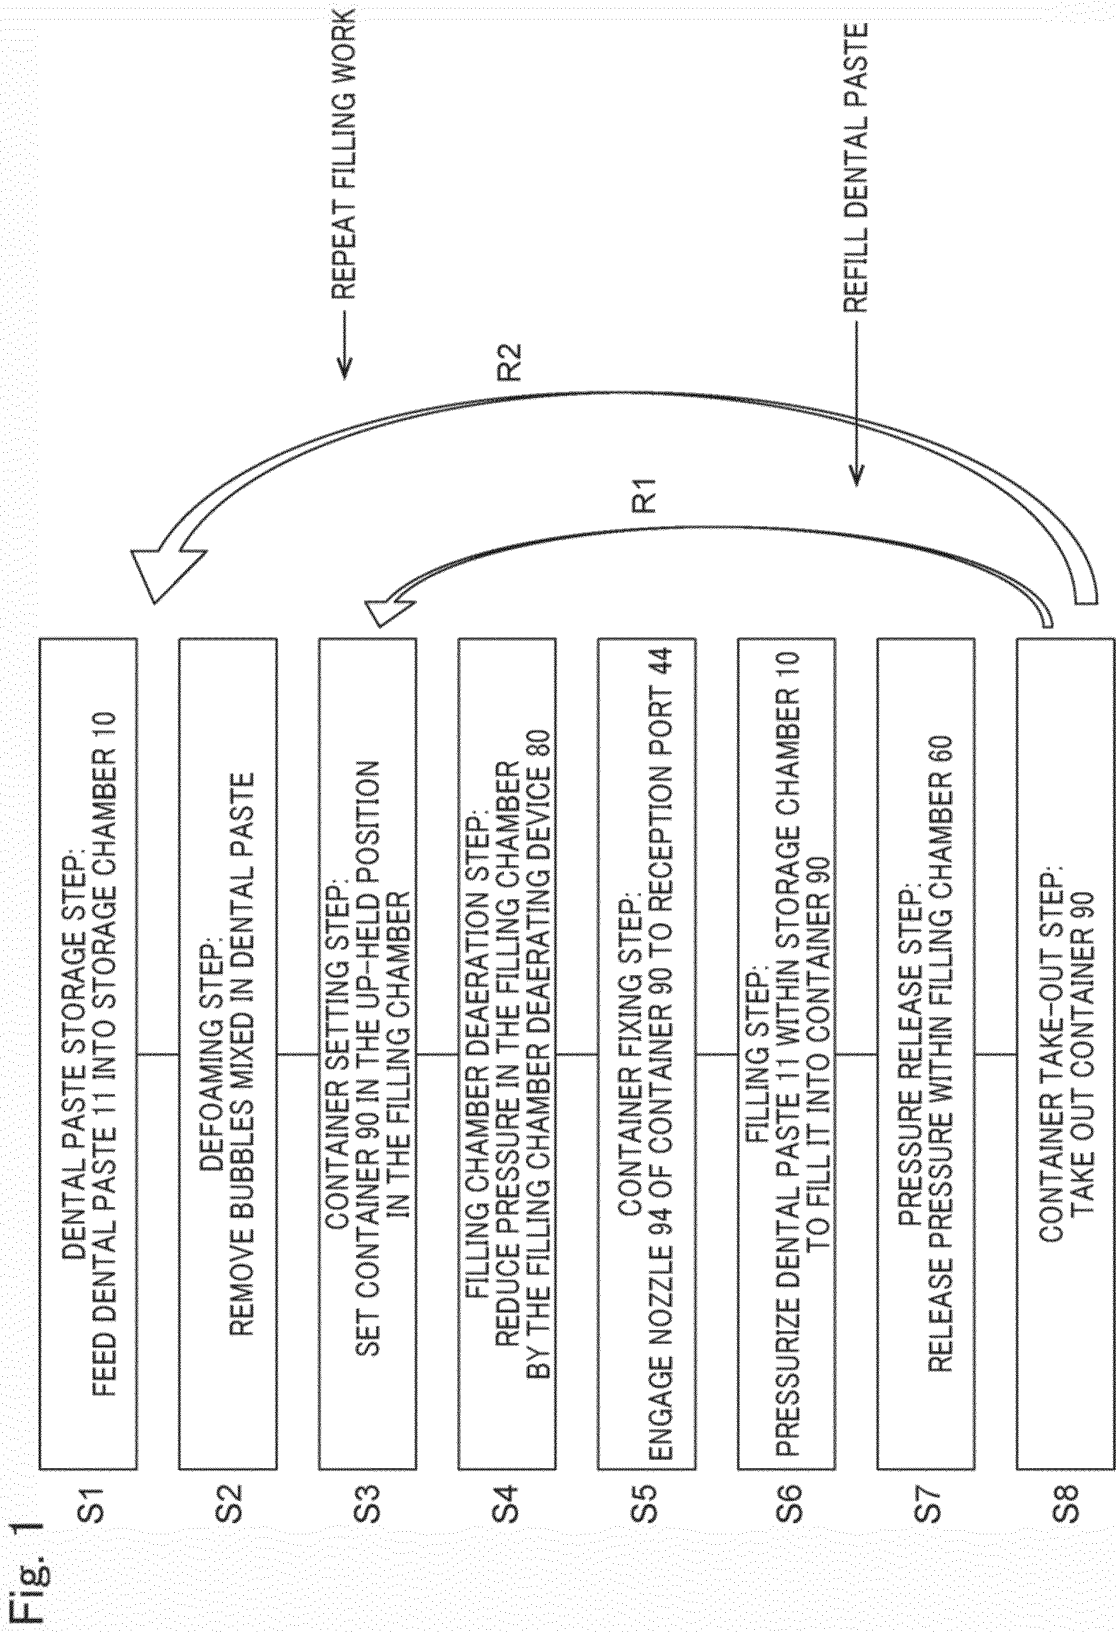 Fig. 1
S1
DENTAL PASTE STORAGE STEP:
FEED DENTAL PASTE 11 INTO STORAGE CHAMBER 10
S2
DEFOAMING STEP:
REMOVE BUBBLES MIXED IN DENTAL PASTE
S3
CONTAINER SETTING STEP:
SET CONTAINER 90 IN THE UP-HELD POSITION
IN THE FILLING CHAMBER
S4
FILLING CHAMBER DEAERATION STEP:
REDUCE PRESSURE IN THE FILLING CHAMBER
BY THE FILLING CHAMBER DEAERATING DEVICE 80
S5
CONTAINER FIXING STEP:
ENGAGE NOZZLE 94 OF CONTAINER 90 TO RECEPTION PORT 44
S6
FILLING STEP:
PRESSURIZE DENTAL PASTE 11 WITHIN STORAGE CHAMBER 10
TO FILL IT INTO CONTAINER 90
S7
PRESSURE RELEASE STEP:
RELEASE PRESSURE WITHIN FILLING CHAMBER 60
S8
CONTAINER TAKE-OUT STEP:
TAKE OUT CONTAINER 90
R1
R2
REPEAT FILLING WORK
REFILL DENTAL PASTE